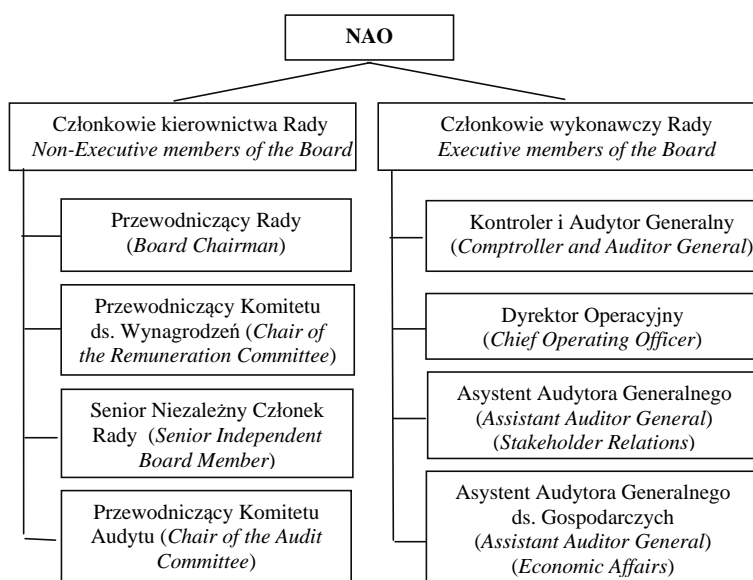 NAO
Członkowie kierownictwa Rady
Non-Executive members of the Board
Przewodniczący Rady
(Board Chairman)
Przewodniczący Komitetu
ds. Wynagrodzeń (Chair of
the Remuneration Committee)
Senior Niezależny Członek
Rady (Senior Independent
Board Member)
Przewodniczący Komitetu
Audytu (Chair of the Audit
Committee)
Członkowie wykonawczy Rady
Executive members of the Board
Kontroler i Audytor Generalny
(Comptroller and Auditor General)
Dyrektor Operacyjny
(Chief Operating Officer)
Asystent Audytora Generalnego
(Assistant Auditor General)
(Stakeholder Relations)
Asystent Audytora Generalnego
ds. Gospodarczych
(Assistant Auditor General)
(Economic Affairs)